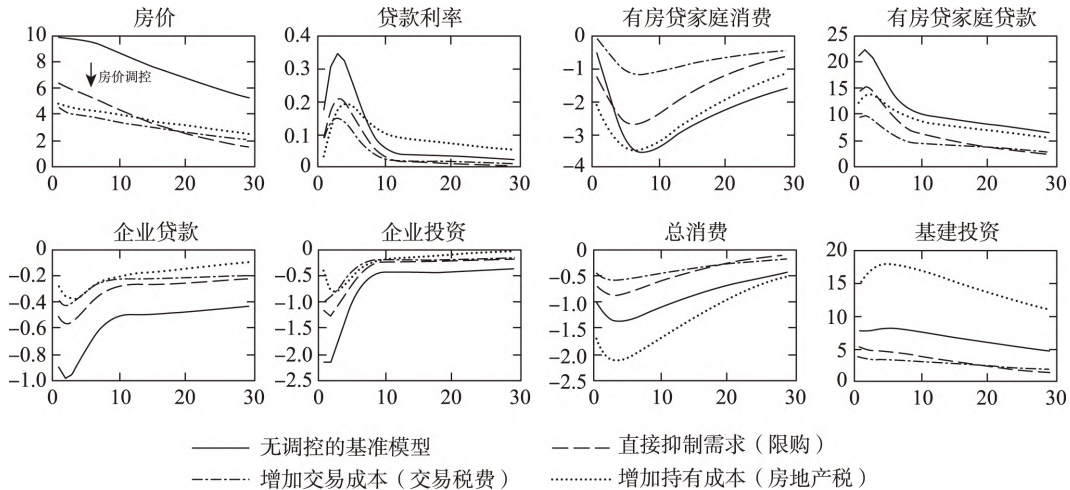 房价
贷款利率
有房贷家庭消费
有房贷家庭贷款
10
8
6
4
2
0
房价调控
0 10 20 30
0.4
0.3
0.2
0.1
0
0 10 20 30
0
-1
-2
-3
-4
0 10 20 30
25
20
15
10
5
0
0 10 20 30
企业贷款
企业投资
总消费
基建投资
0
-0.2
-0.4
-0.6
-0.8
-1.0
0 10 20 30
0
-0.5
-1.0
-1.5
-2.0
-2.5
0 10 20 30
0
-0.5
-1.0
-1.5
-2.0
-2.5
0 10 20 30
20
15
10
5
0
0 10 20 30
无调控的基准模型
直接抑制需求（限购）
增加交易成本（交易税费）
增加持有成本（房地产税）